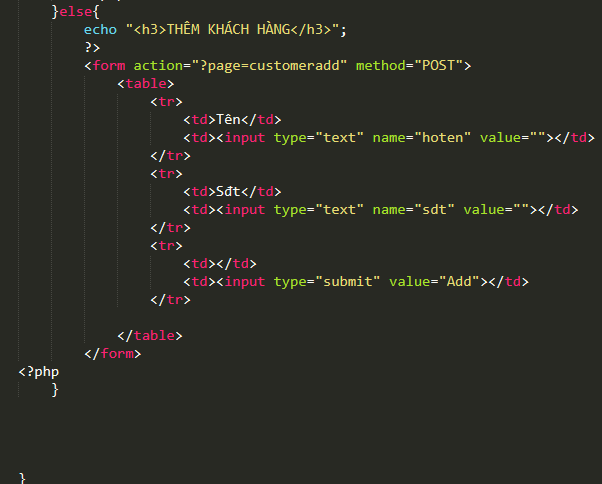 }else{
echo "<h3>THÊM KHÁCH HÀNG</h3>";
?>
<form action="?page=customeradd" method="POST">
<table>
<tr>
<td>Tên</td>
<td><input type="text" name="hoten" value=""></td>
</tr>
<tr>
<td>Sđt</td>
<td><input type="text" name="sdt" value=""></td>
</tr>
<tr>
<td></td>
<td><input type="submit" value="Add"></td>
</tr>
</table>
</form>
<?php
}
}